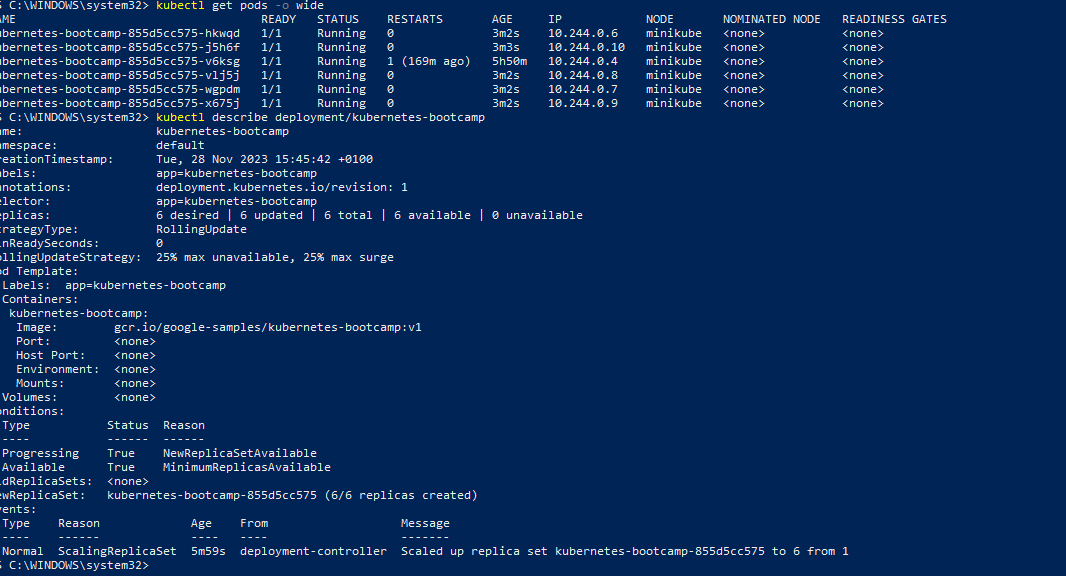 S C:\WINDOWS\system32> kubectl get pods -o wide
AME READY STATUS RESTARTS AGE IP NODE NOMINATED NODE READINESS GATES
ubernetes-bootcamp-855d5cc575-hkwqd 1/1 Running 0 3m2s 10.244.0.6 minikube <none> <none>
ubernetes-bootcamp-855d5cc575-j5h6f 1/1 Running 0 3m3s 10.244.0.10 minikube <none> <none>
ubernetes-bootcamp-855d5cc575-v6ksg 1/1 Running 1 (169m ago) 5h50m 10.244.0.4 minikube <none> <none>
ubernetes-bootcamp-855d5cc575-vlj5j 1/1 Running 0 3m2s 10.244.0.8 minikube <none> <none>
ubernetes-bootcamp-855d5cc575-wgpdm 1/1 Running 0 3m2s 10.244.0.7 minikube <none> <none>
ubernetes-bootcamp-855d5cc575-x675j 1/1 Running 0 3m2s 10.244.0.9 minikube <none> <none>
S C:\WINDOWS\system32> kubectl describe deployment/kubernetes-bootcamp
ame: kubernetes-bootcamp
amespace: default
reationTimestamp: Tue, 28 Nov 2023 15:45:42 +0100
abels: app=kubernetes-bootcamp
nnotations: deployment.kubernetes.io/revision: 1
elector: app=kubernetes-bootcamp
eplicas: 6 desired | 6 updated | 6 total | 6 available | 0 unavailable
trategyType: RollingUpdate
inReadySeconds: 0
ollingUpdateStrategy: 25% max unavailable, 25% max surge
od Template:
Labels: app=kubernetes-bootcamp
Containers:
kubernetes-bootcamp:
Image: gcr.io/google-samples/kubernetes-bootcamp:v1
Port: <none>
Host Port: <none>
Environment: <none>
Mounts: <none>
Volumes: <none>
onditions:
Type Status Reason
---- ------ ------
Progressing True NewReplicaSetAvailable
Available True MinimumReplicasAvailable
ldReplicaSets: <none>
ewReplicaSet: kubernetes-bootcamp-855d5cc575 (6/6 replicas created)
vents:
Type Reason Age From Message
---- ------ ---- ---- -------
Normal ScalingReplicaSet 5m59s deployment-controller Scaled up replica set kubernetes-bootcamp-855d5cc575 to 6 from 1
S C:\WINDOWS\system32>